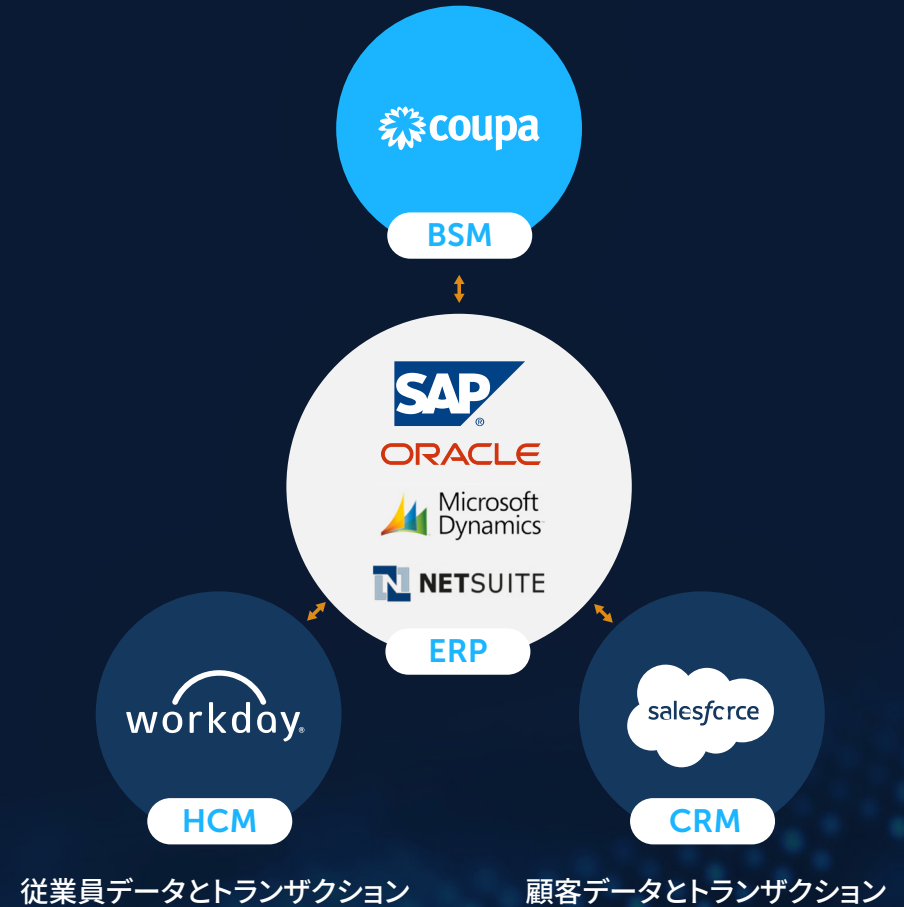 coupa
BSM
SAP®
ORACLE
Microsoft
Dynamics
NETSUITE
ERP
workday®
salesforce
HCM
CRM
従業員データとトランザクション
顧客データとトランザクション